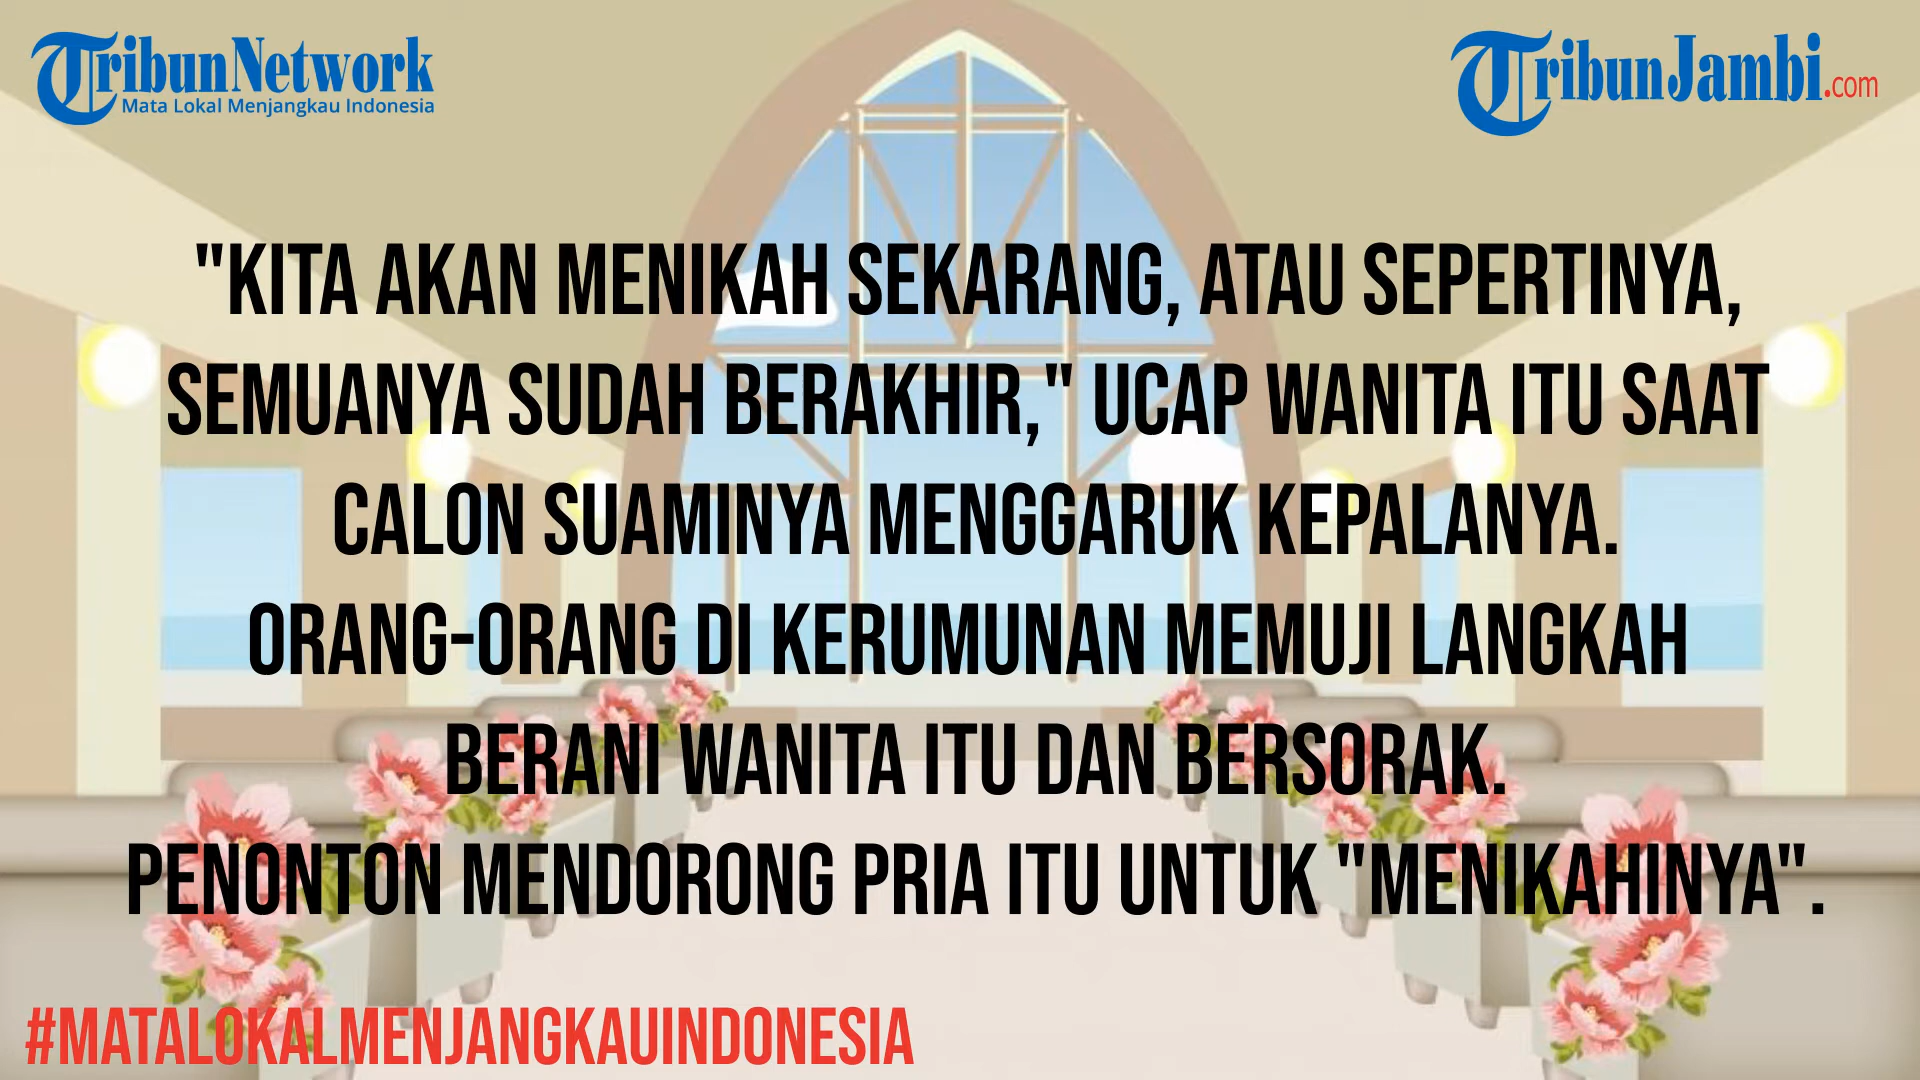 Tribun Network
Mata Lokal Menjangkau Indonesia
TribunJambi.com
"KITA AKAN MENIKAH SEKARANG, ATAU SEPERTINYA,
SEMUANYA SUDAH BERAKHIR," UCAP WANITA ITU SAAT
CALON SUAMINYA MENGGARUK KEPALANYA.
ORANG-ORANG DI KERUMUNAN MEMUJI LANGKAH
BERANI WANITA ITU DAN BERSORAK.
PENONTON MENDORONG PRIA ITU UNTUK "MENIKAHINYA".
#MATALOKALMENJANGKAUINDONESIA